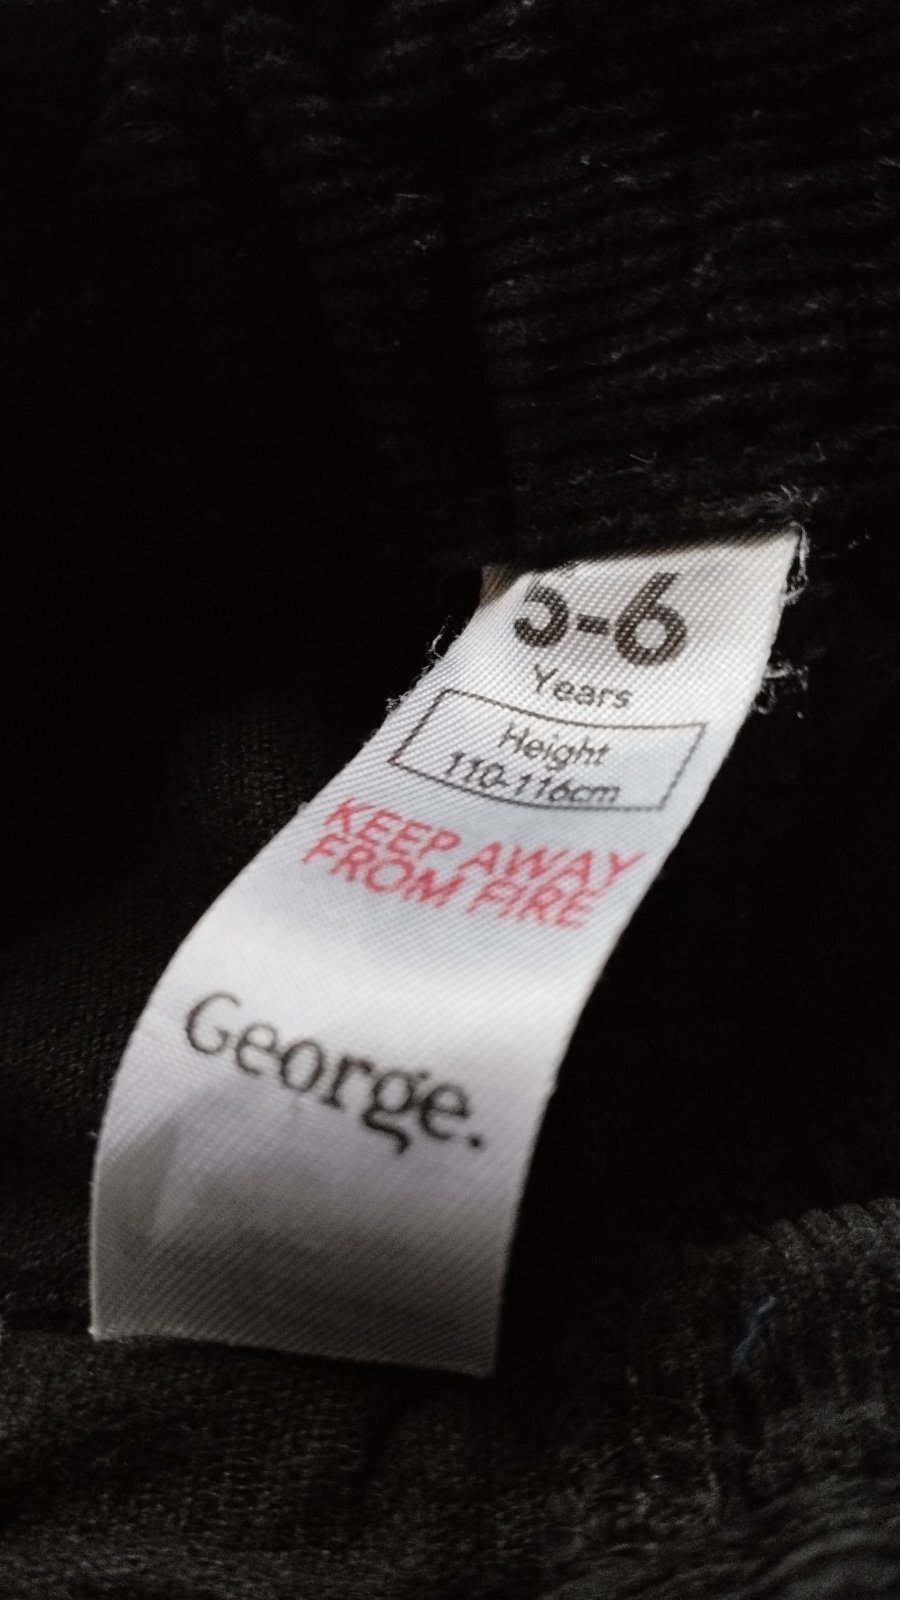 5-6
Years
Height
110-116cm
KEEP AWAY
FROM FIRE
George.